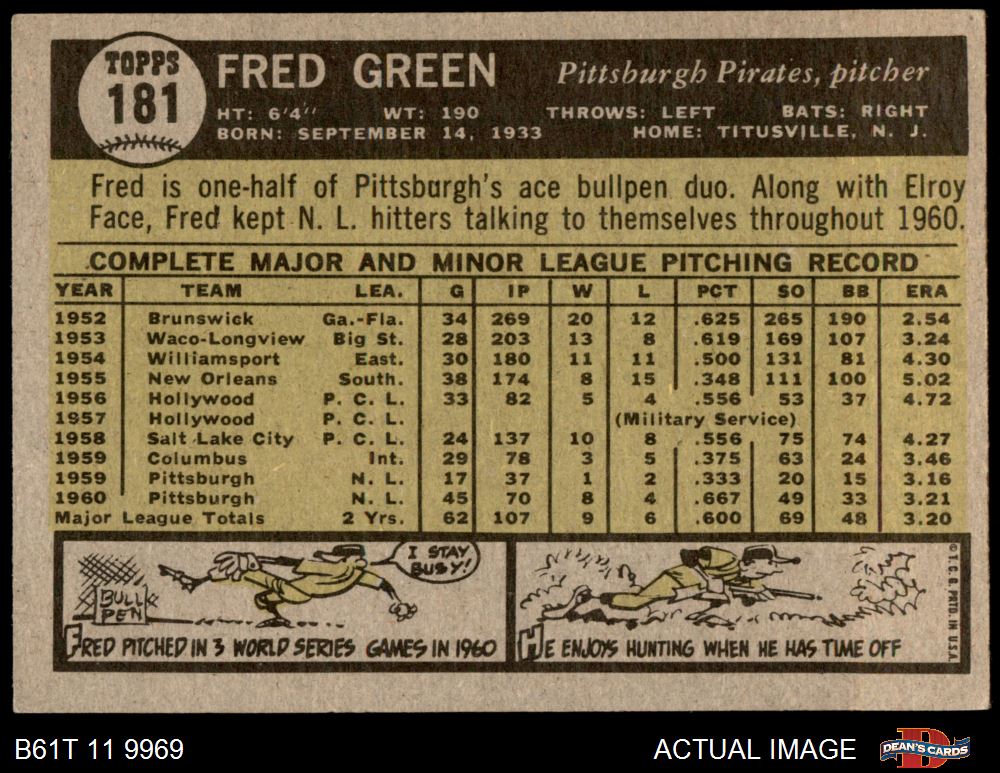 TOPPS
181
FRED GREEN
Pittsburgh Pirates, pitcher
HT: 6'4" WT: 190 THROWS: LEFT BATS: RIGHT
BORN: SEPTEMBER 14, 1933 HOME: TITUSVILLE, N. J.
Fred is one-half of Pittsburgh's ace bullpen duo. Along with Elroy
Face, Fred kept N. L. hitters talking to themselves throughout 1960.
COMPLETE MAJOR AND MINOR LEAGUE PITCHING RECORD
YEAR TEAM LEA. G IP W L PCT SO BB ERA
1952 Brunswick Ga.-Fla. 34 269 20 12 .625 265 190 2.54
1953 Waco-Longview Big St. 28 203 13 8 .619 169 107 3.24
1954 Williamsport East. 30 180 11 11 .500 131 81 4.30
1955 New Orleans South. 38 174 8 15 .348 111 100 5.02
1956 Hollywood P. C. L. 33 82 5 4 .556 53 37 4.72
1957 Hollywood P. C. L. (Military Service)
1958 Salt Lake City P. C. L. 24 137 10 8 .556 75 74 4.27
1959 Columbus Int. 29 78 3 5 .375 63 24 3.46
1959 Pittsburgh N. L. 17 37 1 2 .333 20 15 3.16
1960 Pittsburgh N. L. 45 70 8 4 .667 49 33 3.21
Major League Totals 2 Yrs. 62 107 9 6 .600 69 48 3.20
I STAY
BUSY!
BULL
PEN
FRED PITCHED IN 3 WORLD SERIES GAMES IN 1960
HE ENJOYS HUNTING WHEN HE HAS TIME OFF
© T.C.G. PRTD. IN U.S.A.
B61T 11 9969
ACTUAL IMAGE
DEAN'S CARDS